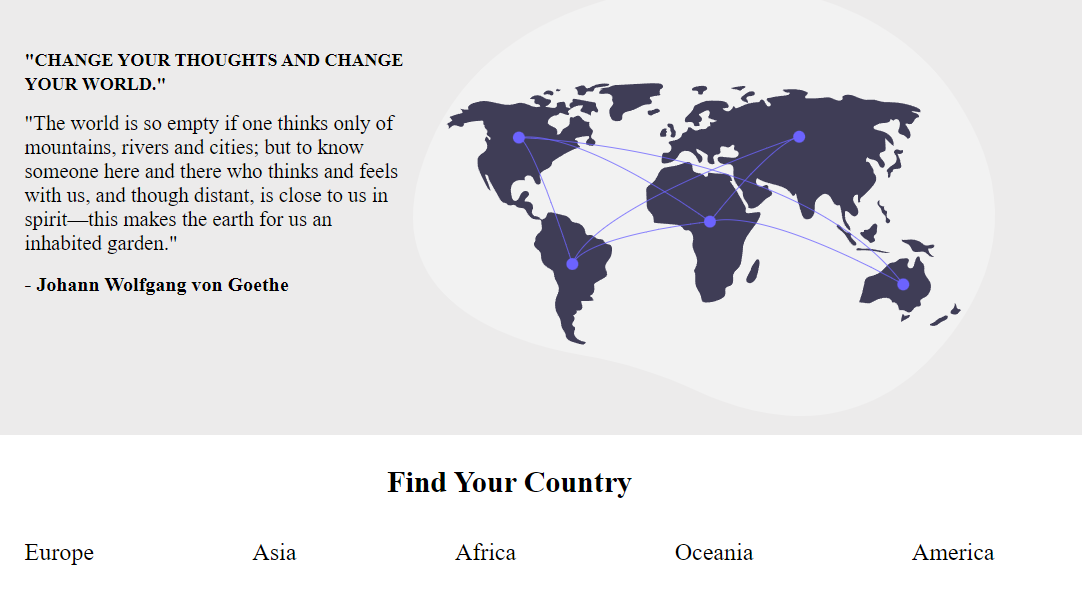 "CHANGE YOUR THOUGHTS AND CHANGE
YOUR WORLD."
"The world is so empty if one thinks only of
mountains, rivers and cities; but to know
someone here and there who thinks and feels
with us, and though distant, is close to us in
spirit—this makes the earth for us an
inhabited garden."
- Johann Wolfgang von Goethe
Find Your Country
Europe Asia Africa Oceania America